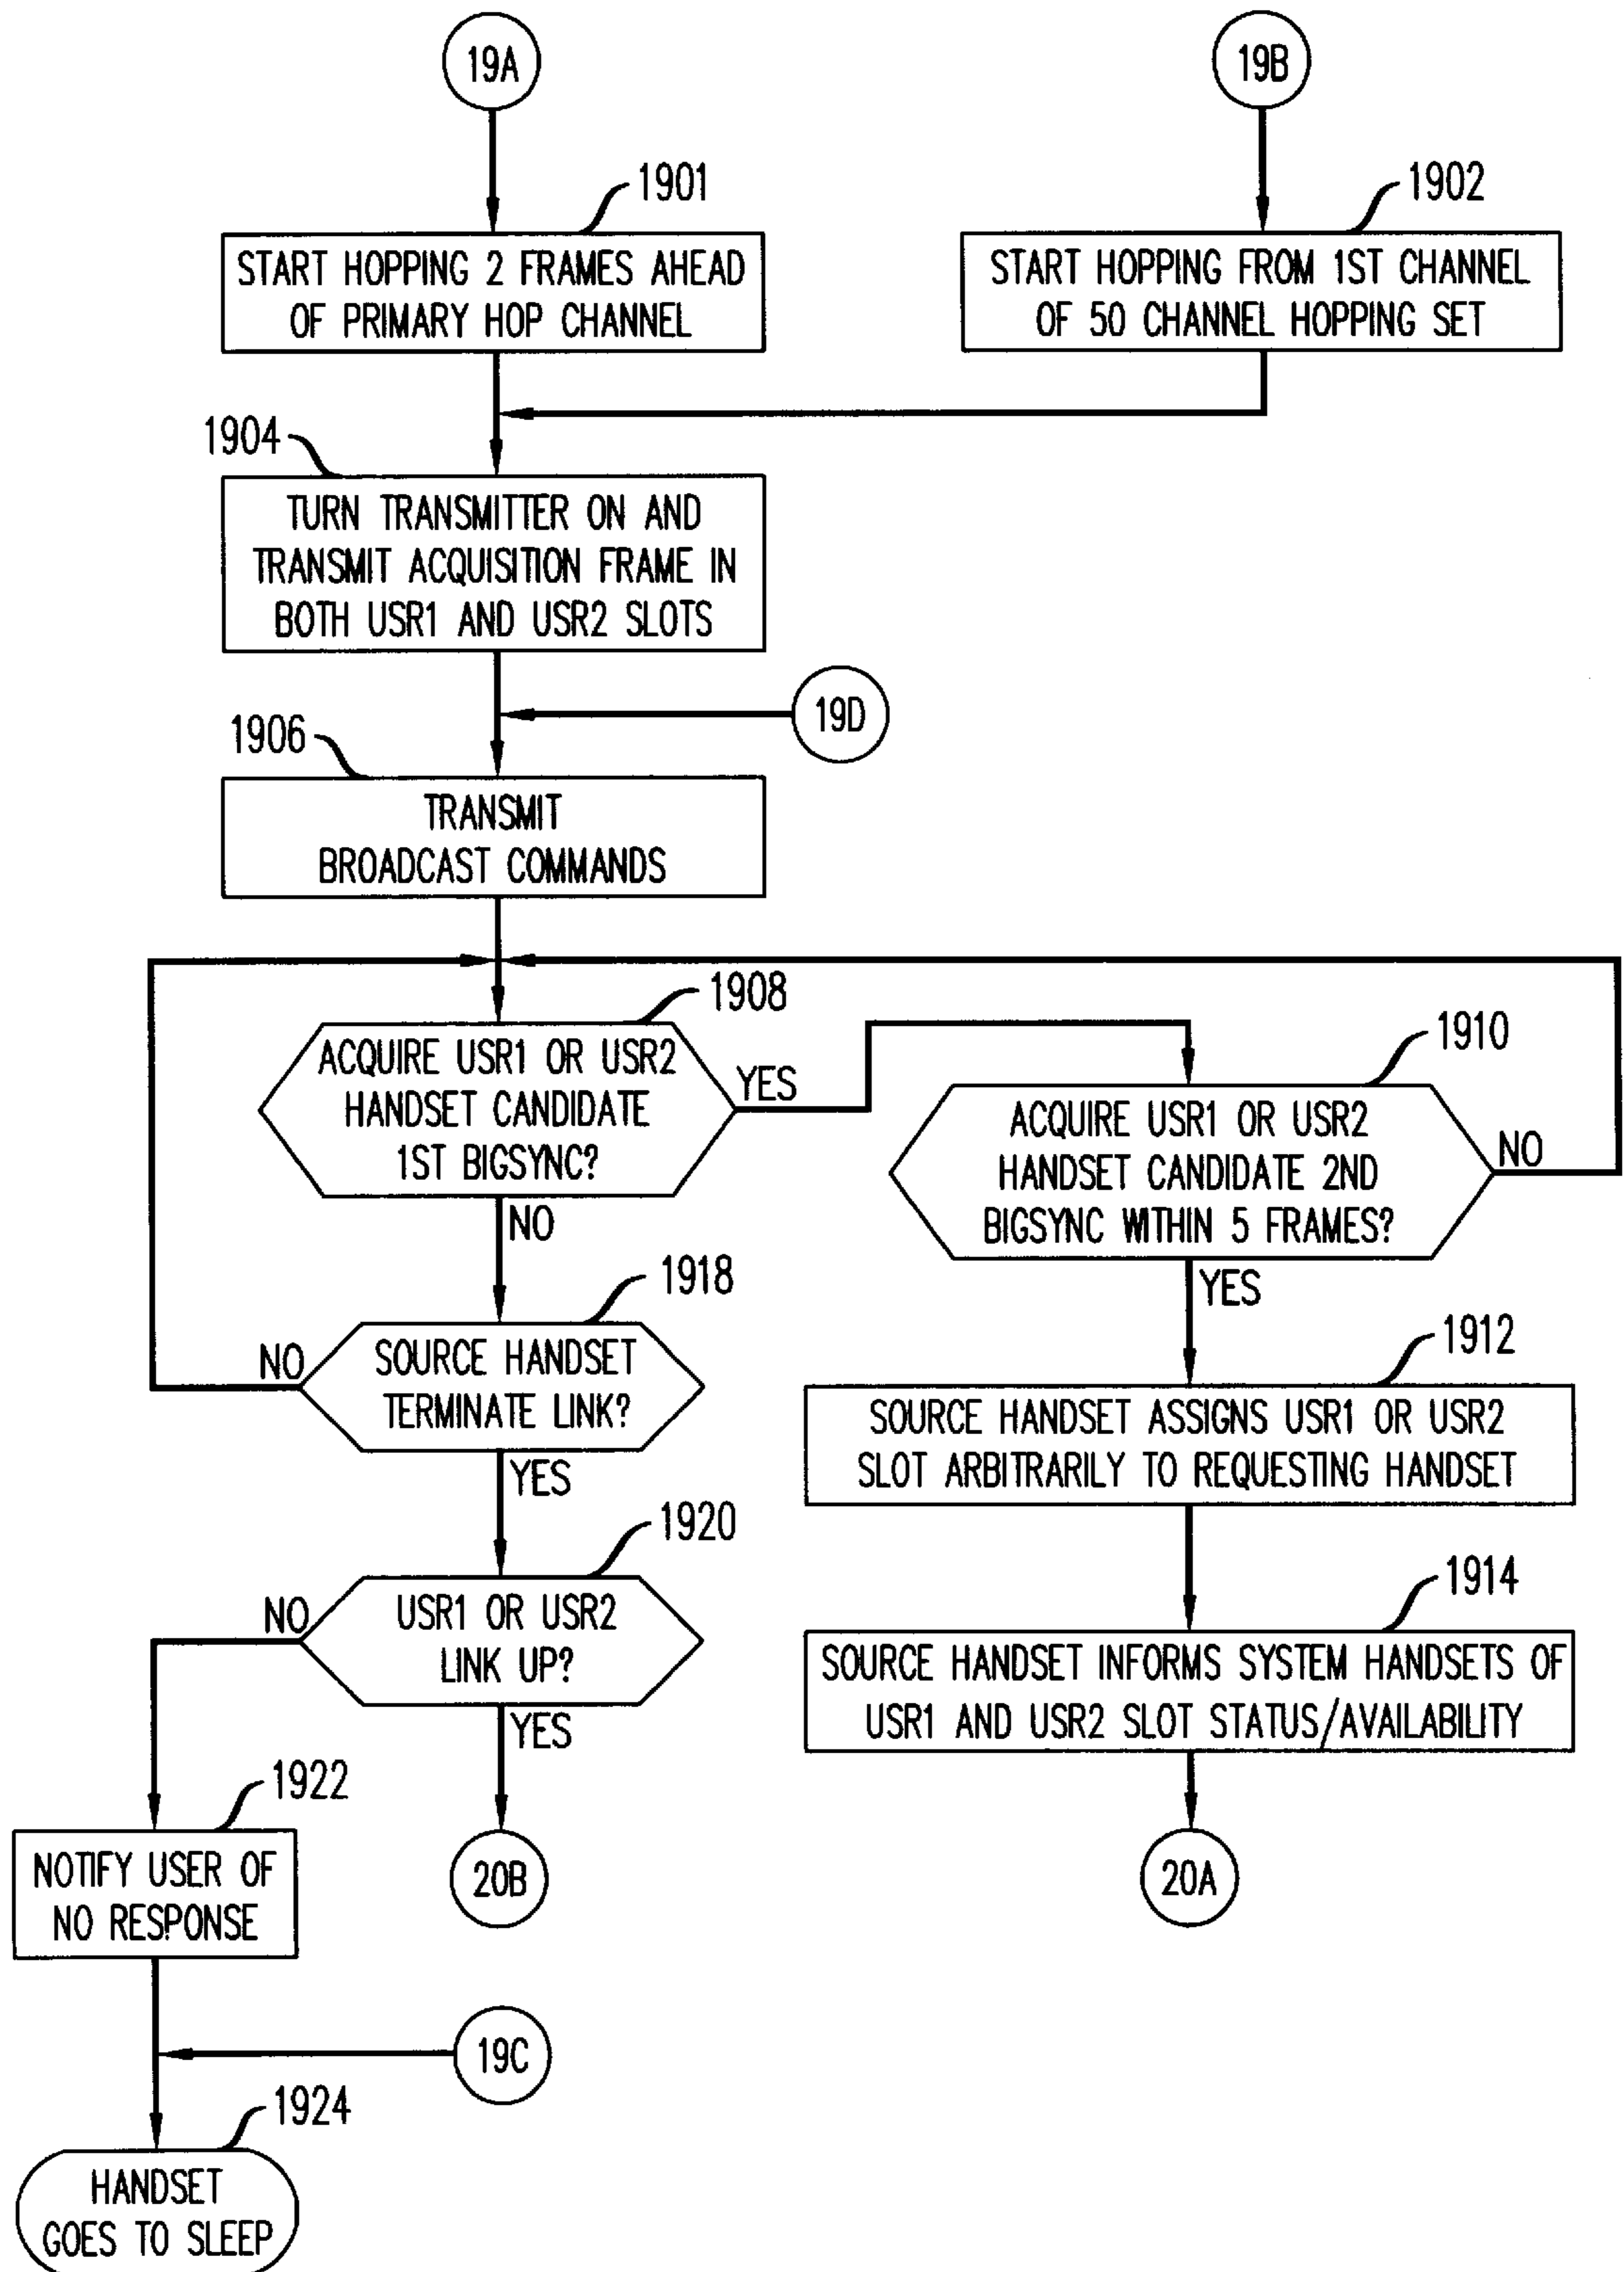 19A
19B
1901
1902
START HOPPING 2 FRAMES AHEAD
OF PRIMARY HOP CHANNEL
START HOPPING FROM 1ST CHANNEL
OF 50 CHANNEL HOPPING SET
1904
TURN TRANSMITTER ON AND
TRANSMIT ACQUISITION FRAME IN
BOTH USR1 AND USR2 SLOTS
19D
1906
TRANSMIT
BROADCAST COMMANDS
1908
ACQUIRE USR1 OR USR2
HANDSET CANDIDATE
1ST BIGSYNC?
YES
NO
1910
ACQUIRE USR1 OR USR2
HANDSET CANDIDATE 2ND
BIGSYNC WITHIN 5 FRAMES?
NO
YES
1918
SOURCE HANDSET
TERMINATE LINK?
NO
YES
1912
SOURCE HANDSET ASSIGNS USR1 OR USR2
SLOT ARBITRARILY TO REQUESTING HANDSET
1920
USR1 OR USR2
LINK UP?
NO
YES
1914
SOURCE HANDSET INFORMS SYSTEM HANDSETS OF
USR1 AND USR2 SLOT STATUS/AVAILABILITY
1922
NOTIFY USER OF
NO RESPONSE
20B
20A
19C
1924
HANDSET
GOES TO SLEEP